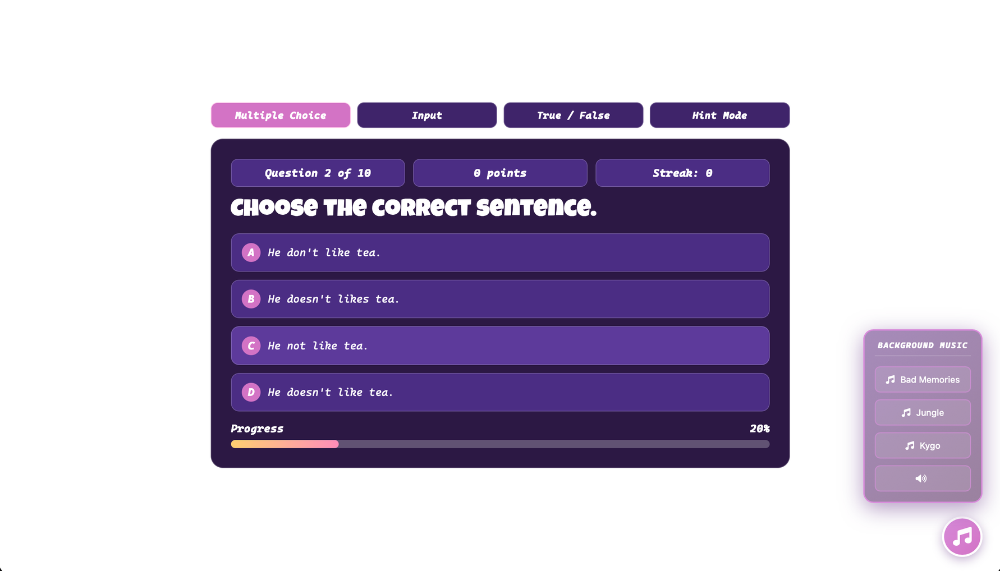 Multiple Choice
Input
True / False
Hint Mode
Question 2 of 10
0 points
Streak: 0
Choose the correct sentence.
A He don't like tea.
B He doesn't likes tea.
C He not like tea.
D He doesn't like tea.
Progress 20%
BACKGROUND MUSIC
Bad Memories
Jungle
Kygo